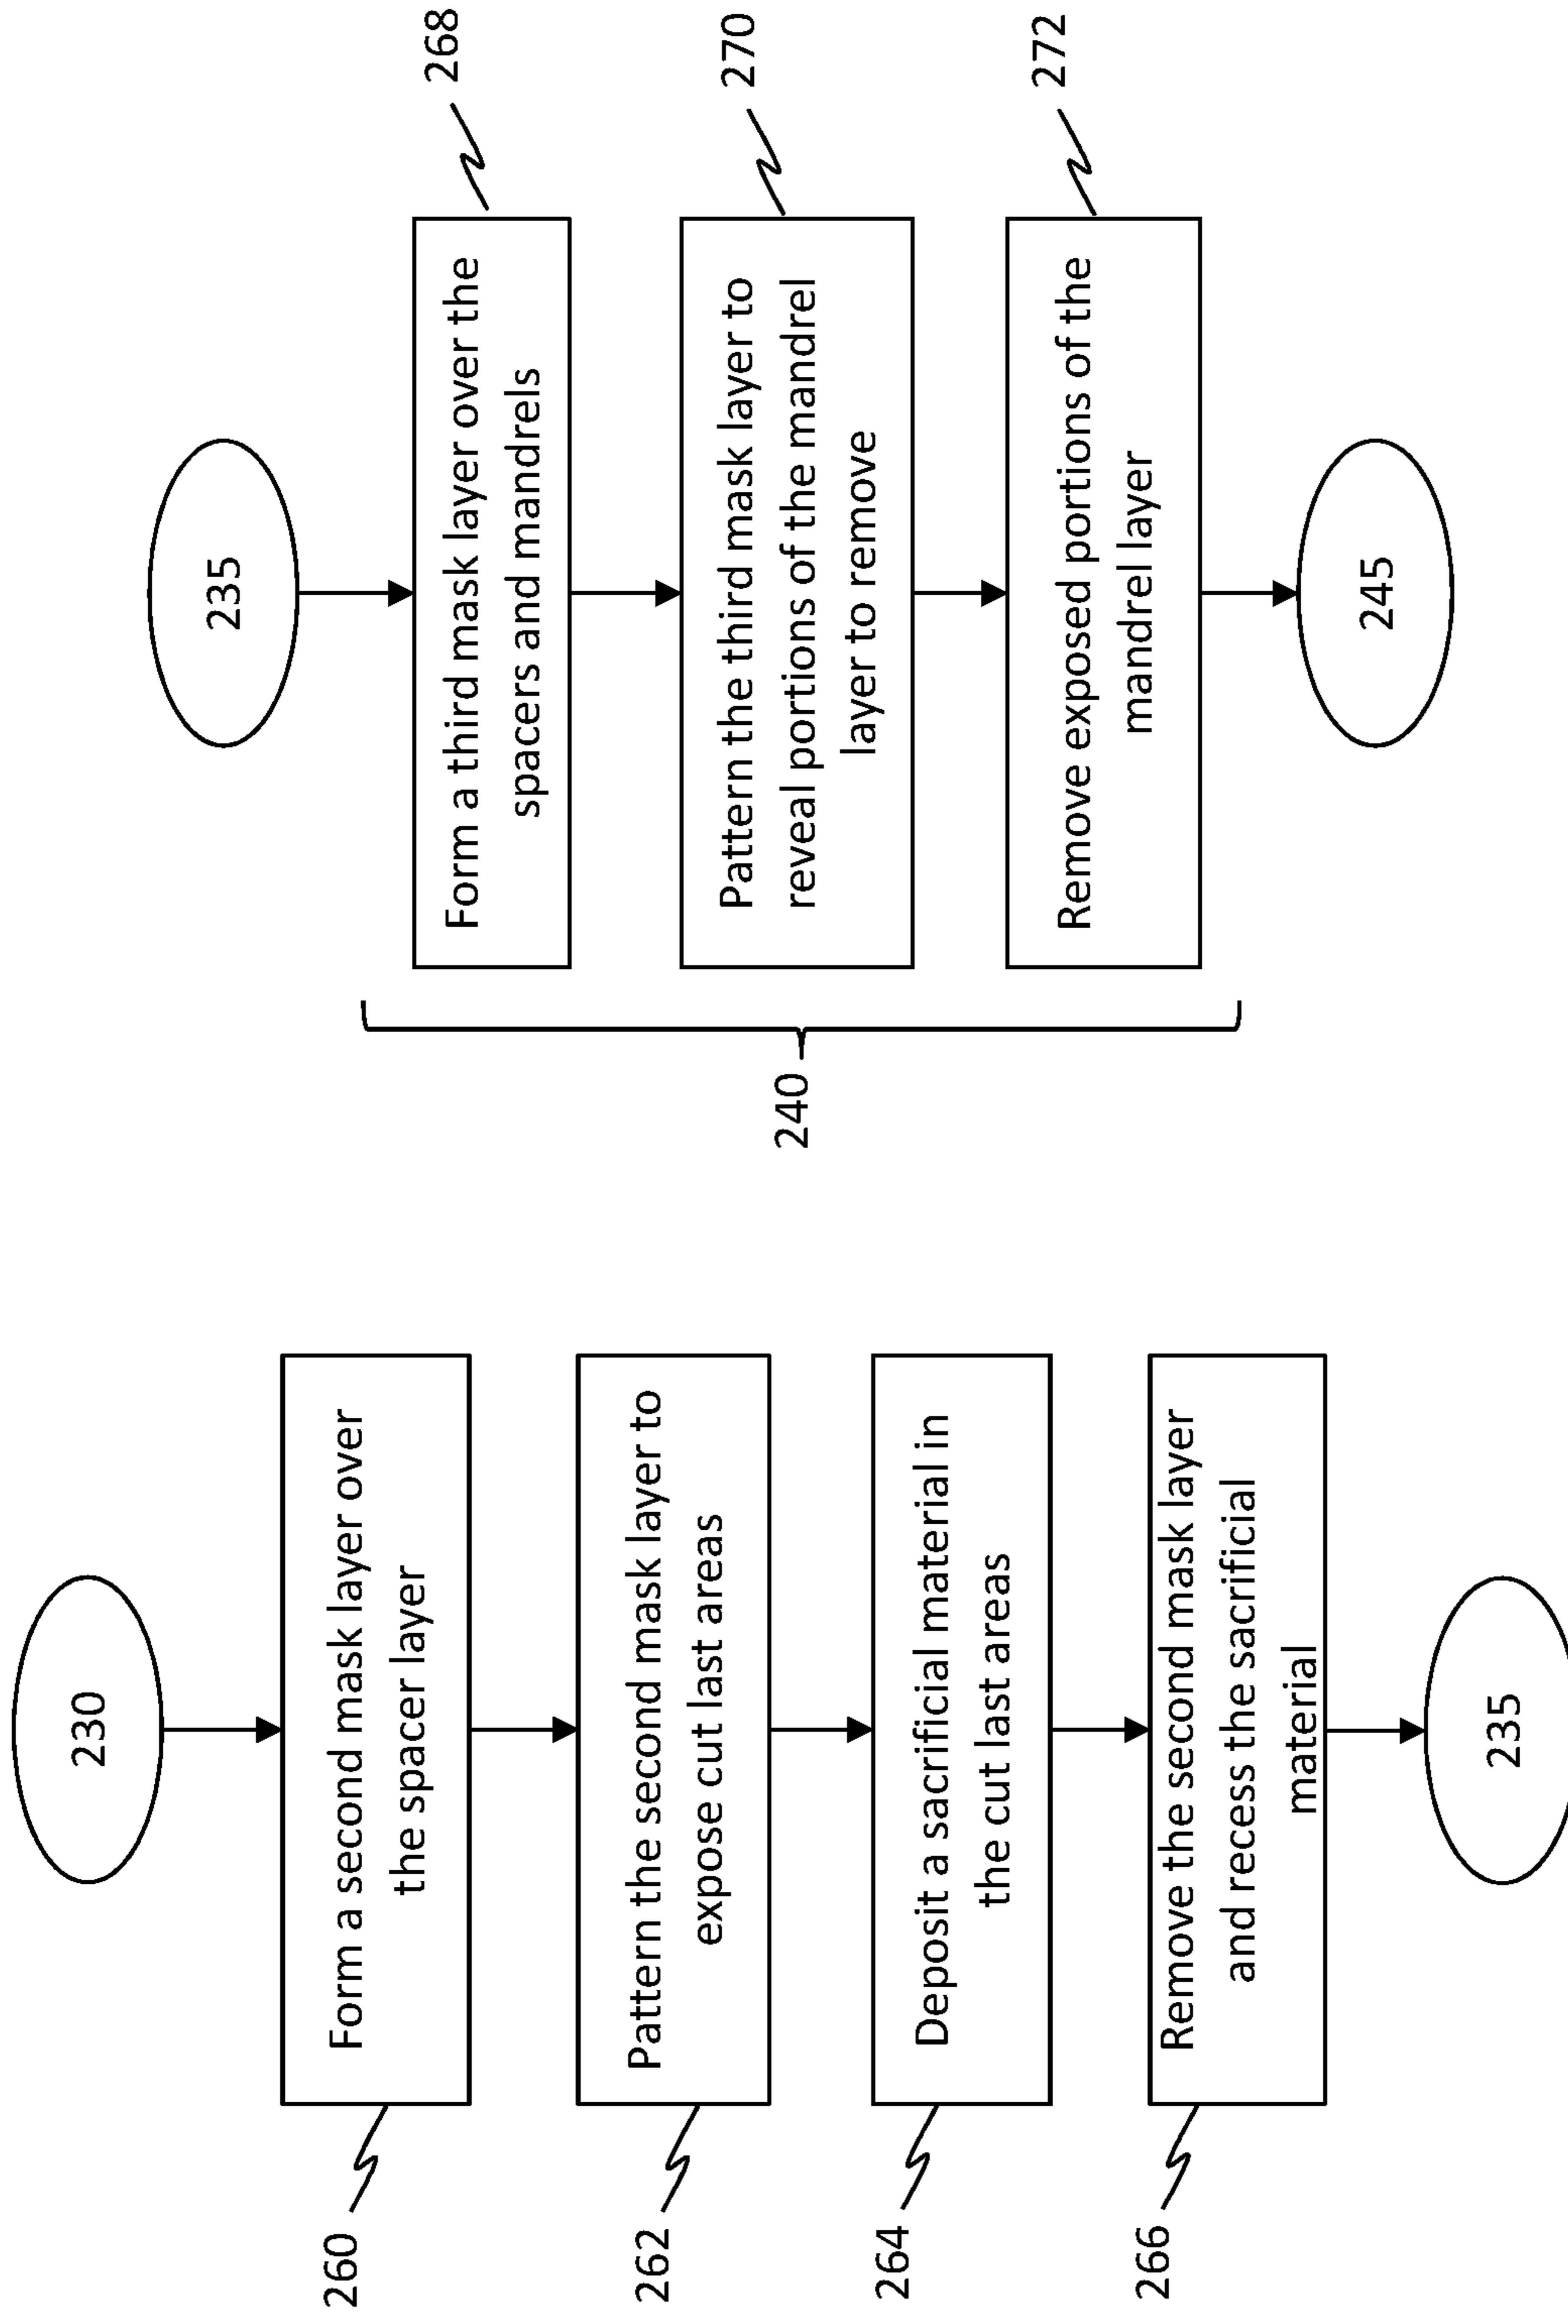 230
260
Form a second mask layer over
the spacer layer
262
Pattern the second mask layer to
expose cut last areas
264
Deposit a sacrificial material in
the cut last areas
266
Remove the second mask layer
and recess the sacrificial
material
235
235
240
Form a third mask layer over the
spacers and mandrels
268
Pattern the third mask layer to
reveal portions of the mandrel
layer to remove
270
Remove exposed portions of the
mandrel layer
272
245